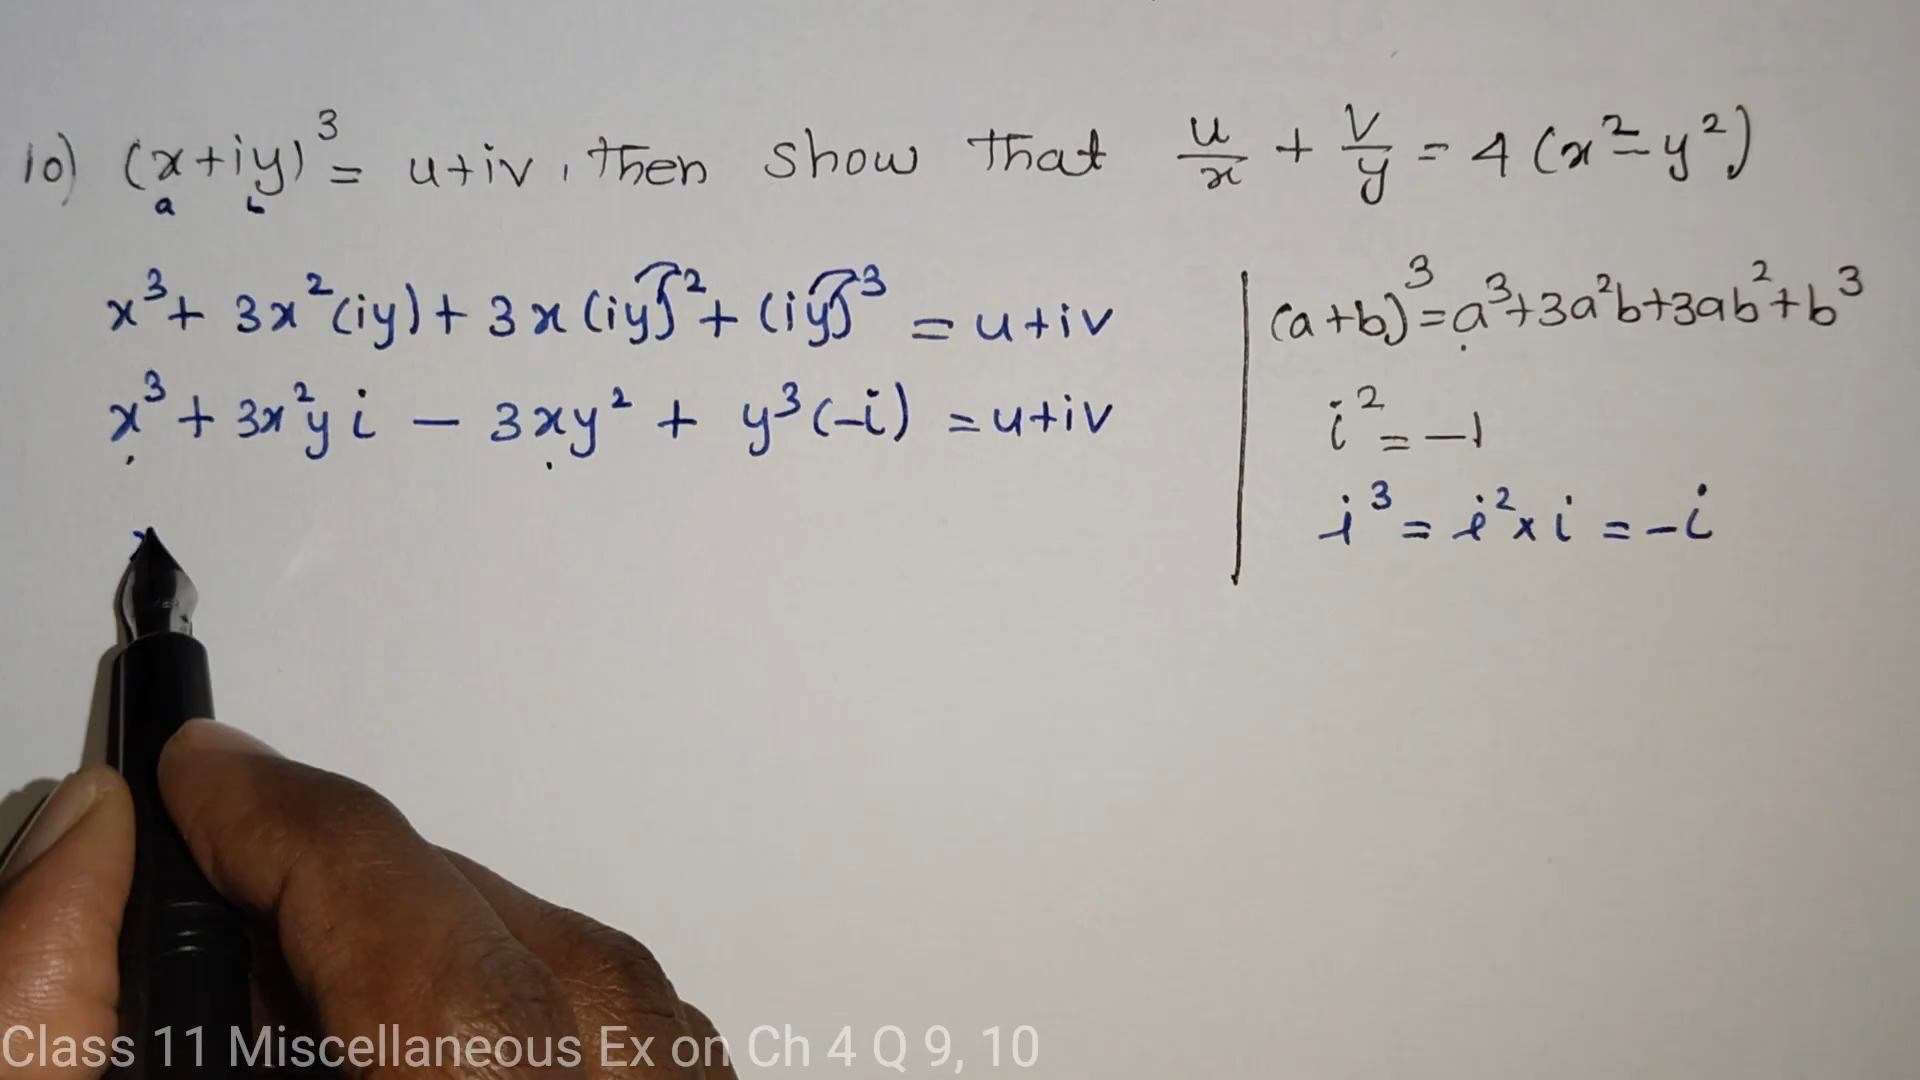 10) (x+iy)³ = u+iv, then show that u/x + v/y = 4(x²-y²)
a b
x³ + 3x²(iy) + 3x(iy)² + (iy)³ = u+iv
x³ + 3x²yi - 3xy² + y³(-i) = u+iv
(a+b)³ = a³+3a²b+3ab²+b³
i² = -1
i³ = i²×i = -i
Class 11 Miscellaneous Ex on Ch 4 Q 9, 10